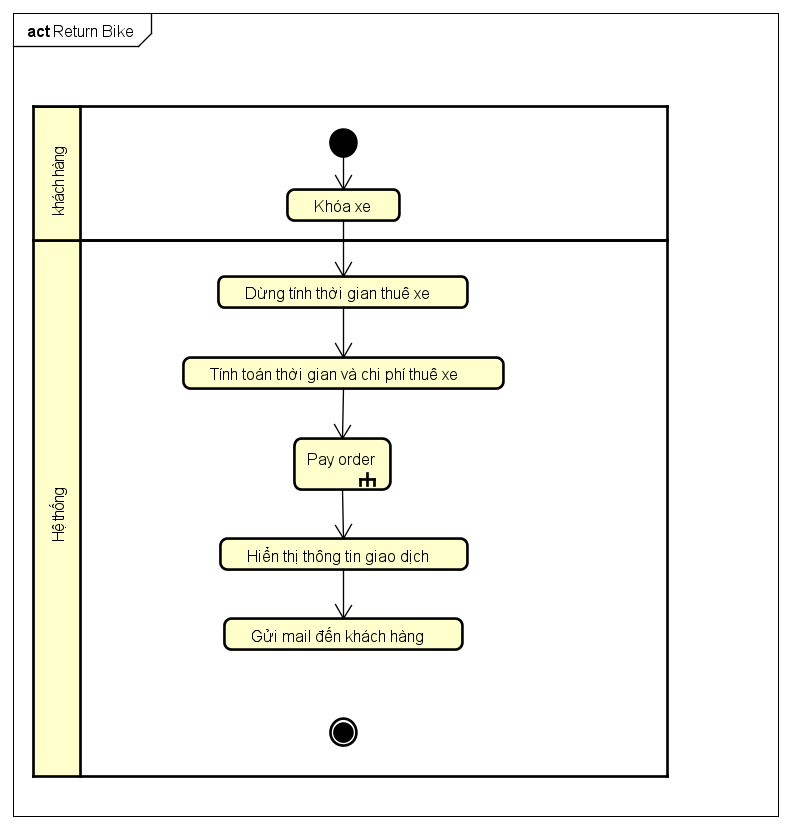 act Return Bike
khách hàng
Khóa xe
Hệ thống
Dừng tính thời gian thuê xe
Tính toán thời gian và chi phí thuê xe
Pay order
Hiển thị thông tin giao dịch
Gửi mail đến khách hàng